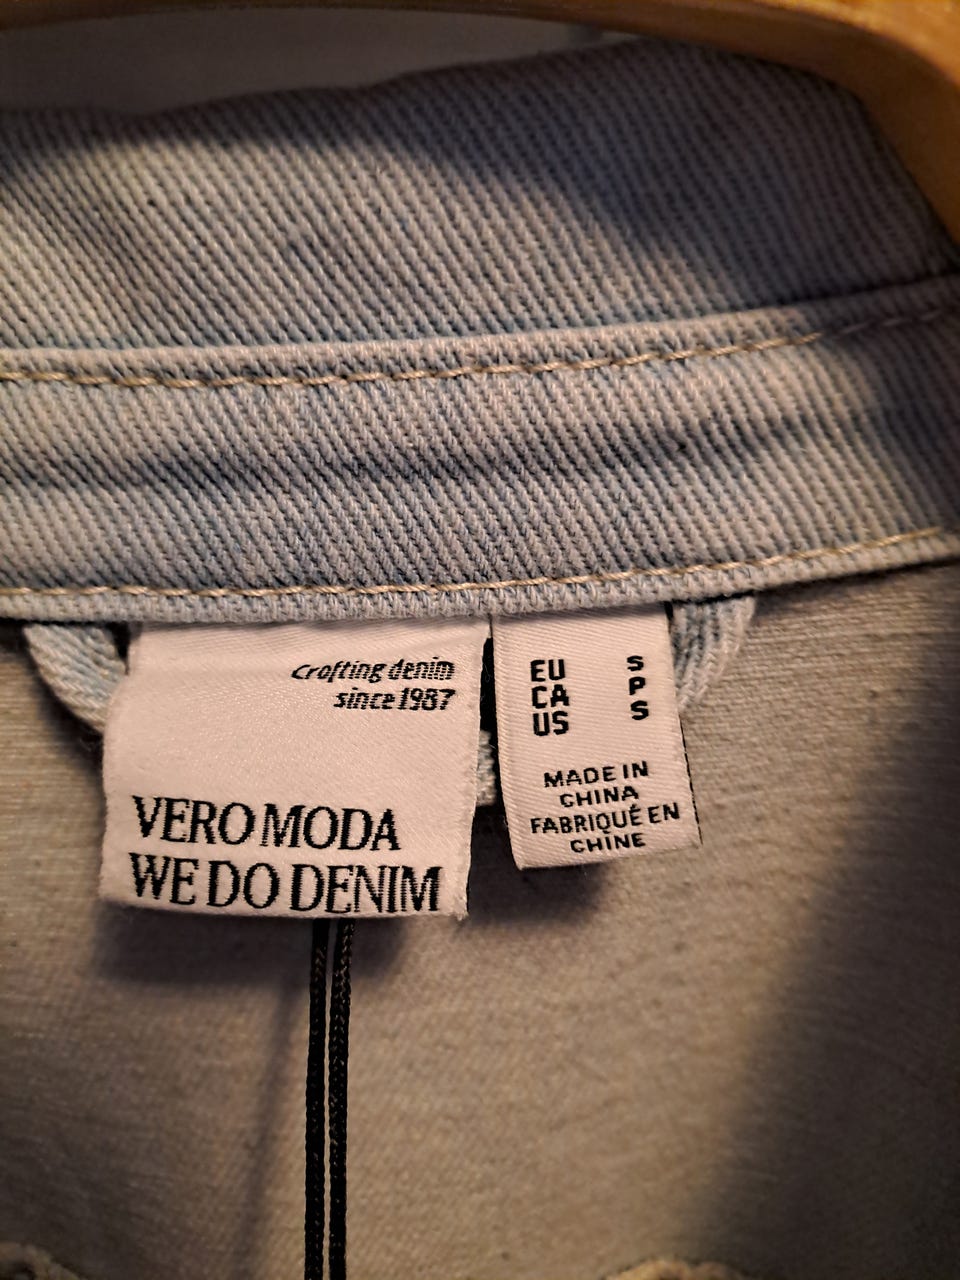 Crafting denim
since 1987
VERO MODA
WE DO DENIM
EU S
CA P
US S
MADE IN
CHINA
FABRIQUÉ EN
CHINE